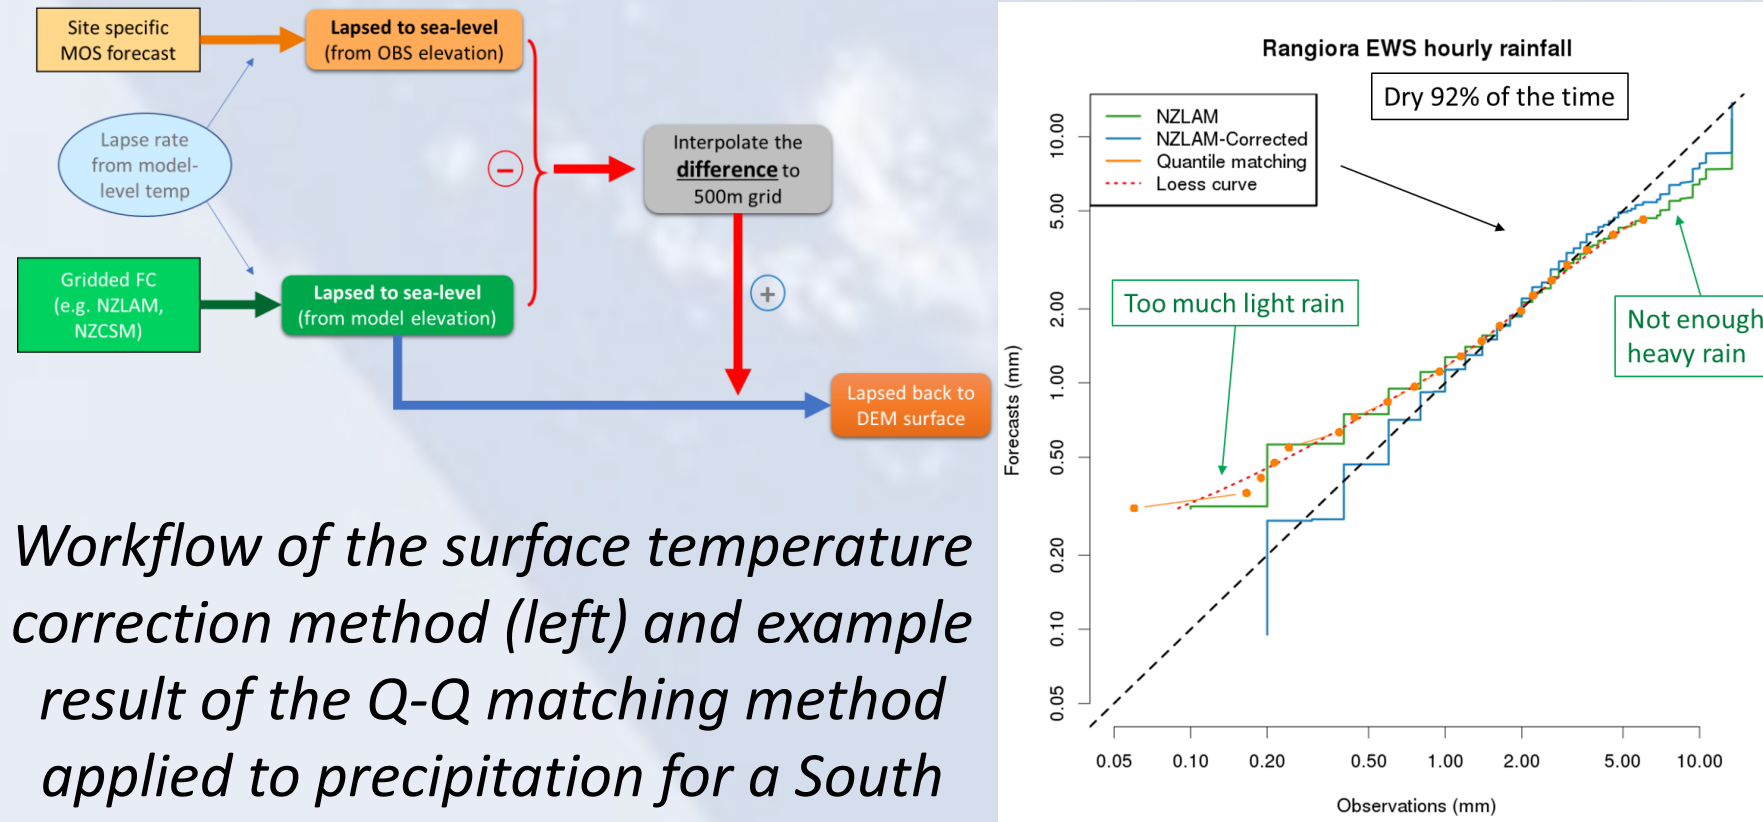 Site specific
MOS forecast
Lapsed to sea-level
(from OBS elevation)
Lapse rate
from model-
level temp
−
Interpolate the
difference to
500m grid
Gridded FC
(e.g. NZLAM,
NZCSM)
Lapsed to sea-level
(from model elevation)
+
Lapsed back to
DEM surface
Workflow of the surface temperature
correction method (left) and example
result of the Q-Q matching method
applied to precipitation for a South
Rangiora EWS hourly rainfall
Dry 92% of the time
NZLAM
NZLAM-Corrected
Quantile matching
Loess curve
Too much light rain
Not enough
heavy rain
Forecasts (mm)
10.00
5.00
2.00
1.00
0.50
0.20
0.10
0.05
0.05 0.10 0.20 0.50 1.00 2.00 5.00 10.00
Observations (mm)